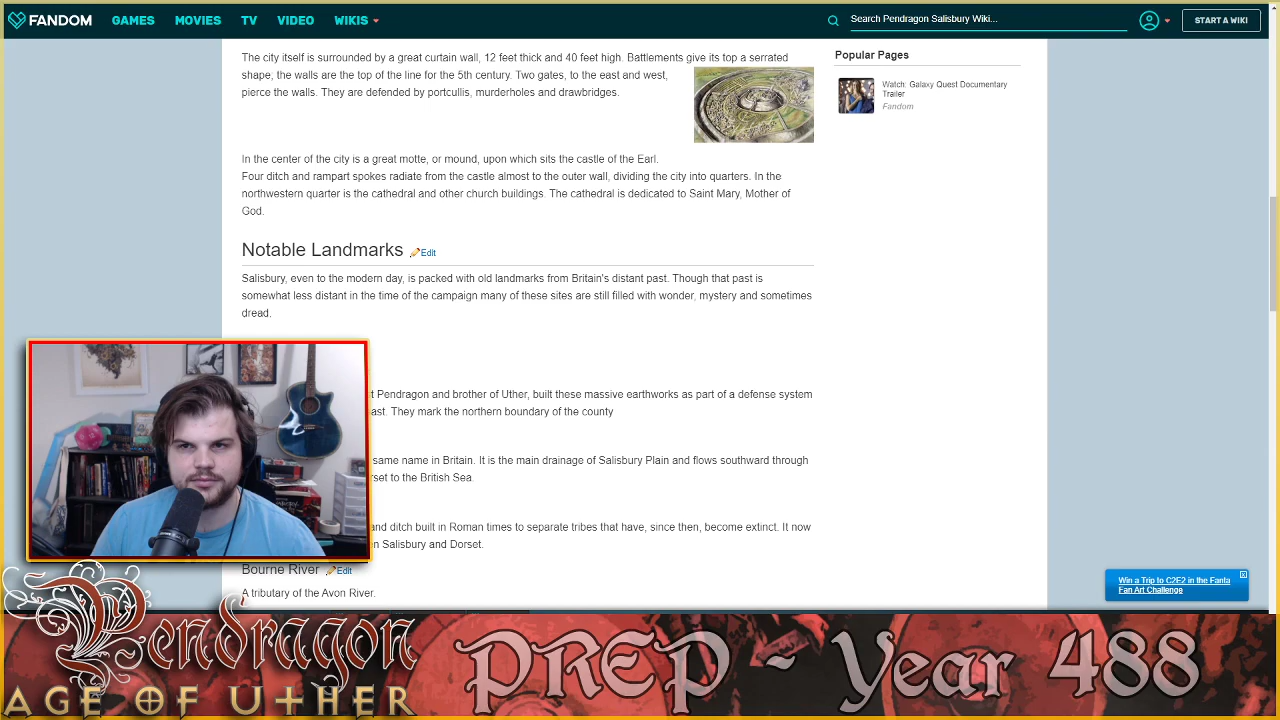 FANDOM GAMES MOVIES TV VIDEO WIKIS Search Pendragon Salisbury Wiki... START A WIKI
The city itself is surrounded by a great curtain wall, 12 feet thick and 40 feet high. Battlements give its top a serrated
shape; the walls are the top of the line for the 5th century. Two gates, to the east and west,
pierce the walls. They are defended by portcullis, murderholes and drawbridges.
In the center of the city is a great motte, or mound, upon which sits the castle of the Earl.
Four ditch and rampart spokes radiate from the castle almost to the outer wall, dividing the city into quarters. In the
northwestern quarter is the cathedral and other church buildings. The cathedral is dedicated to Saint Mary, Mother of
God.
Popular Pages
Watch: Galaxy Quest Documentary
Trailer
Fandom
Notable Landmarks Edit
Salisbury, even to the modern day, is packed with old landmarks from Britain's distant past. Though that past is
somewhat less distant in the time of the campaign many of these sites are still filled with wonder, mystery and sometimes
dread.
Pendragon and brother of Uther, built these massive earthworks as part of a defense system
They mark the northern boundary of the county
same name in Britain. It is the main drainage of Salisbury Plain and flows southward through
to the British Sea.
and ditch built in Roman times to separate tribes that have, since then, become extinct. It now
Salisbury and Dorset.
Bourne River Edit
A tributary of the Avon River.
Win a Trip to C2E2 in the Fanta
Fan Art Challenge
Pendragon
AGE OF UTHER
PREP - Year 488